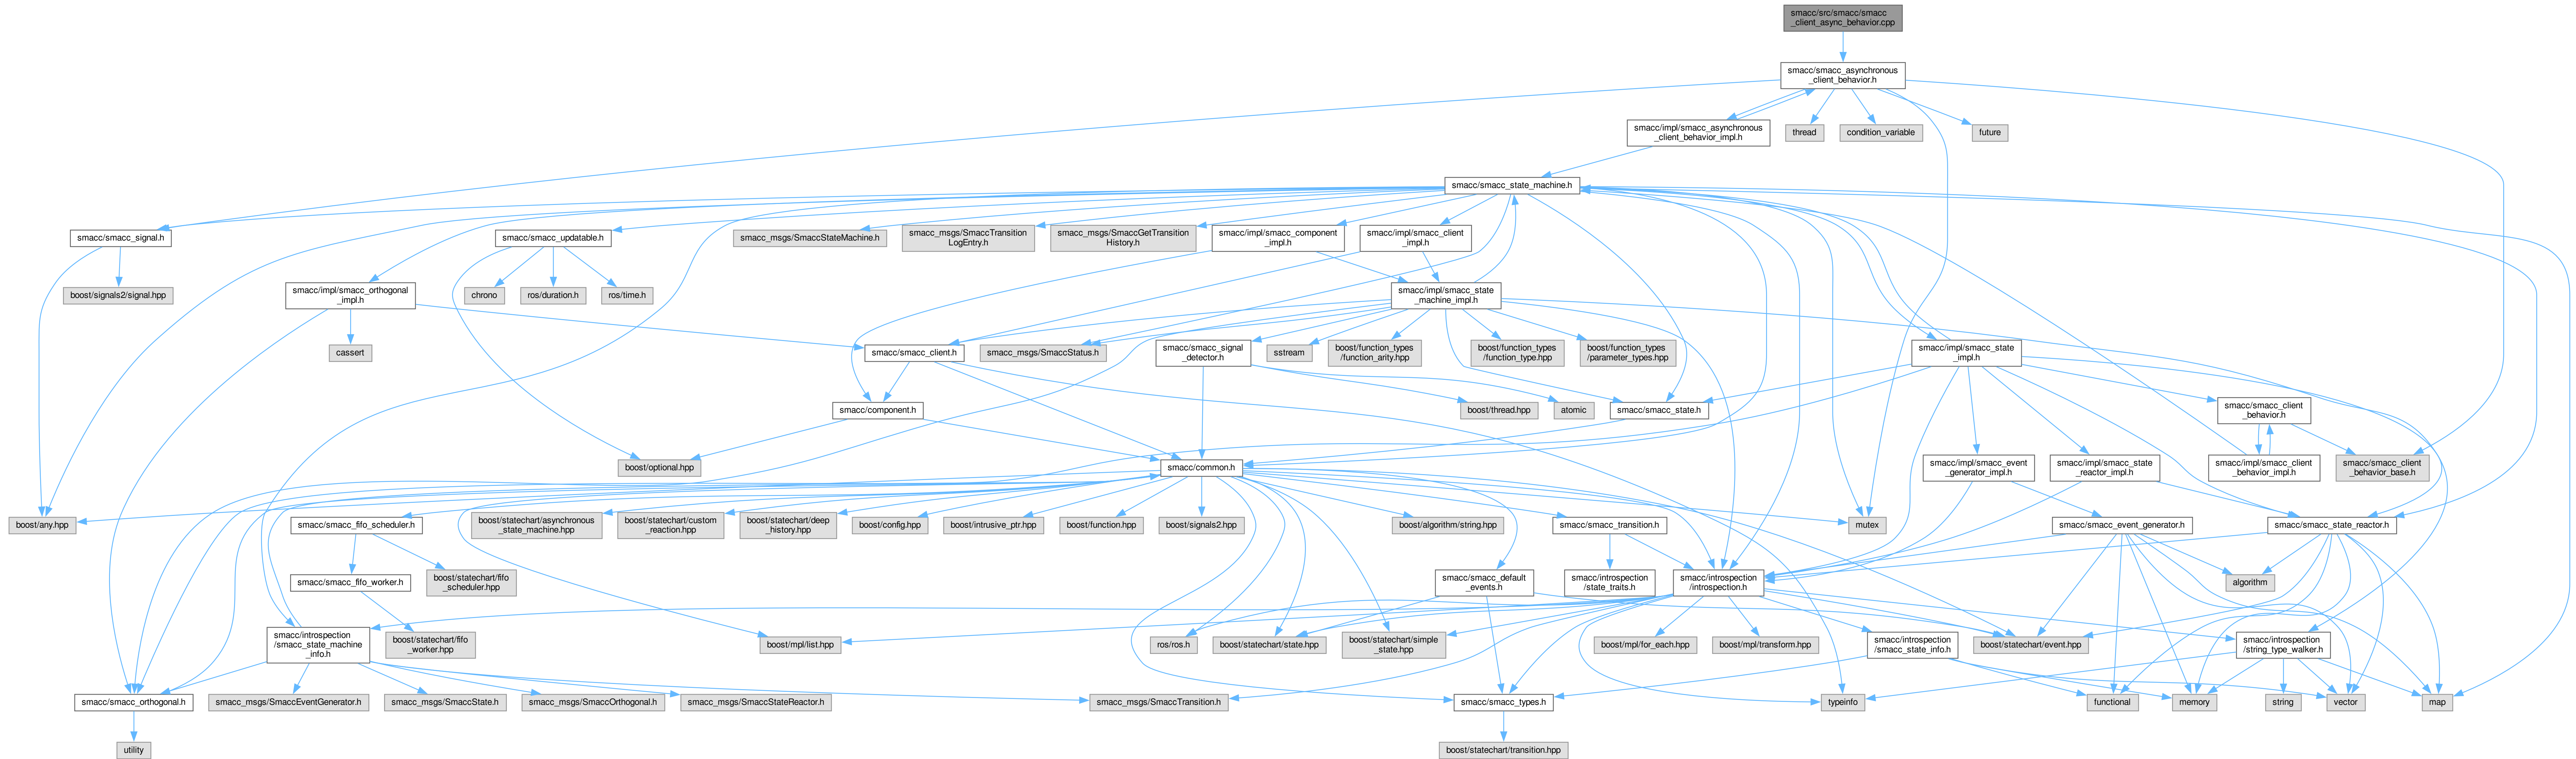 smacc/src/smacc/smacc
_client_async_behavior.cpp
smacc/smacc_asynchronous
_client_behavior.h
smacc/impl/smacc_asynchronous
_client_behavior_impl.h
thread
condition_variable
future
smacc/smacc_state_machine.h
smacc/smacc_signal.h
smacc/smacc_updatable.h
smacc_msgs/SmaccStateMachine.h
smacc_msgs/SmaccTransition
LogEntry.h
smacc_msgs/SmaccGetTransition
History.h
smacc/impl/smacc_component
_impl.h
smacc/impl/smacc_client
_impl.h
boost/signals2/signal.hpp
smacc/impl/smacc_orthogonal
_impl.h
chrono
ros/duration.h
ros/time.h
smacc/impl/smacc_state
_machine_impl.h
cassert
smacc/smacc_client.h
smacc_msgs/SmaccStatus.h
smacc/smacc_signal
_detector.h
sstream
boost/function_types
/function_arity.hpp
boost/function_types
/function_type.hpp
boost/function_types
/parameter_types.hpp
smacc/impl/smacc_state
_impl.h
smacc/component.h
boost/thread.hpp
atomic
smacc/smacc_state.h
smacc/smacc_client
_behavior.h
boost/optional.hpp
smacc/common.h
smacc/impl/smacc_event
_generator_impl.h
smacc/impl/smacc_state
_reactor_impl.h
smacc/impl/smacc_client
_behavior_impl.h
smacc/smacc_client
_behavior_base.h
boost/any.hpp
smacc/smacc_fifo_scheduler.h
boost/statechart/asynchronous
_state_machine.hpp
boost/statechart/custom
_reaction.hpp
boost/statechart/deep
_history.hpp
boost/config.hpp
boost/intrusive_ptr.hpp
boost/function.hpp
boost/signals2.hpp
boost/algorithm/string.hpp
smacc/smacc_transition.h
mutex
smacc/smacc_event_generator.h
smacc/smacc_state_reactor.h
smacc/smacc_fifo_worker.h
boost/statechart/fifo
_scheduler.hpp
smacc/smacc_default
_events.h
smacc/introspection
/state_traits.h
smacc/introspection
/introspection.h
algorithm
smacc/introspection
/smacc_state_machine
_info.h
boost/statechart/fifo
_worker.hpp
boost/mpl/list.hpp
ros/ros.h
boost/statechart/state.hpp
boost/statechart/simple
_state.hpp
boost/mpl/for_each.hpp
boost/mpl/transform.hpp
smacc/introspection
/smacc_state_info.h
boost/statechart/event.hpp
smacc/introspection
/string_type_walker.h
smacc/smacc_orthogonal.h
smacc_msgs/SmaccEventGenerator.h
smacc_msgs/SmaccState.h
smacc_msgs/SmaccOrthogonal.h
smacc_msgs/SmaccStateReactor.h
smacc_msgs/SmaccTransition.h
smacc/smacc_types.h
typeinfo
functional
memory
string
vector
map
utility
boost/statechart/transition.hpp